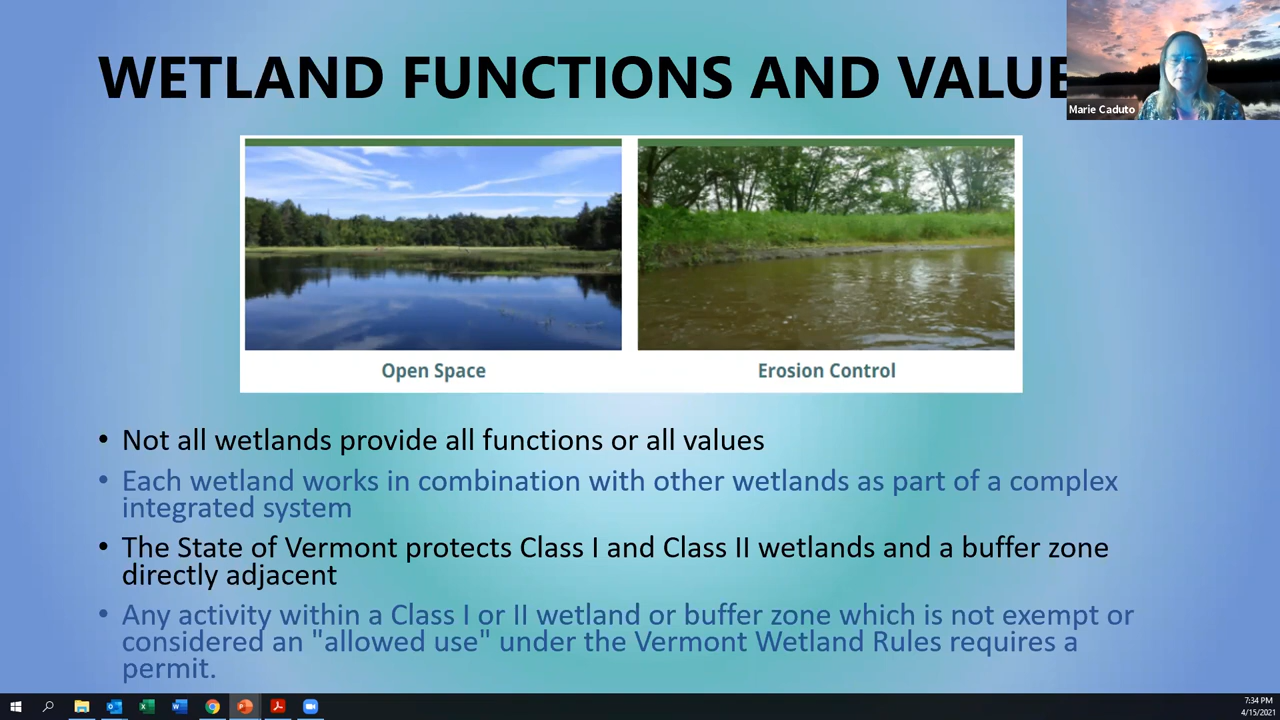 WETLAND FUNCTIONS AND VALUE
Marie Caduto
Open Space
Erosion Control
• Not all wetlands provide all functions or all values
• Each wetland works in combination with other wetlands as part of a complex
integrated system
• The State of Vermont protects Class I and Class II wetlands and a buffer zone
directly adjacent
• Any activity within a Class I or II wetland or buffer zone which is not exempt or
considered an "allowed use" under the Vermont Wetland Rules requires a
permit.
7:34 PM
4/15/2021